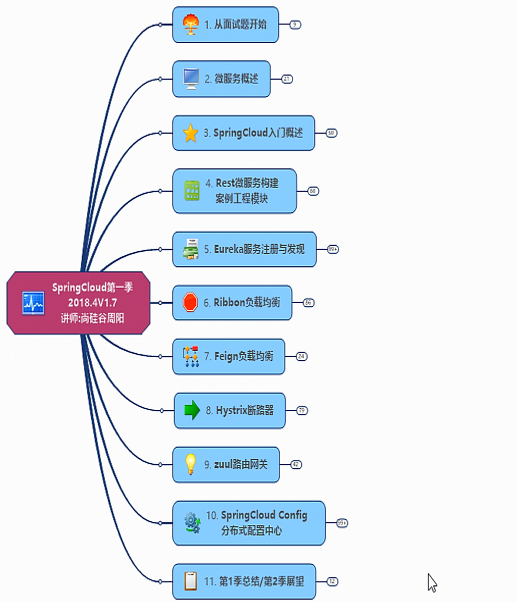 1. 从面试题开始
2. 微服务概述
3. SpringCloud入门概述
4. Rest微服务构建
案例工程模块
5. Eureka服务注册与发现
99+
SpringCloud第一季
2018.4V1.7
讲师:尚硅谷周阳
6. Ribbon负载均衡
7. Feign负载均衡
24
8. Hystrix断路器
79
9. zuul路由网关
42
10. SpringCloud Config
分布式配置中心
99+
11. 第1季总结/第2季展望